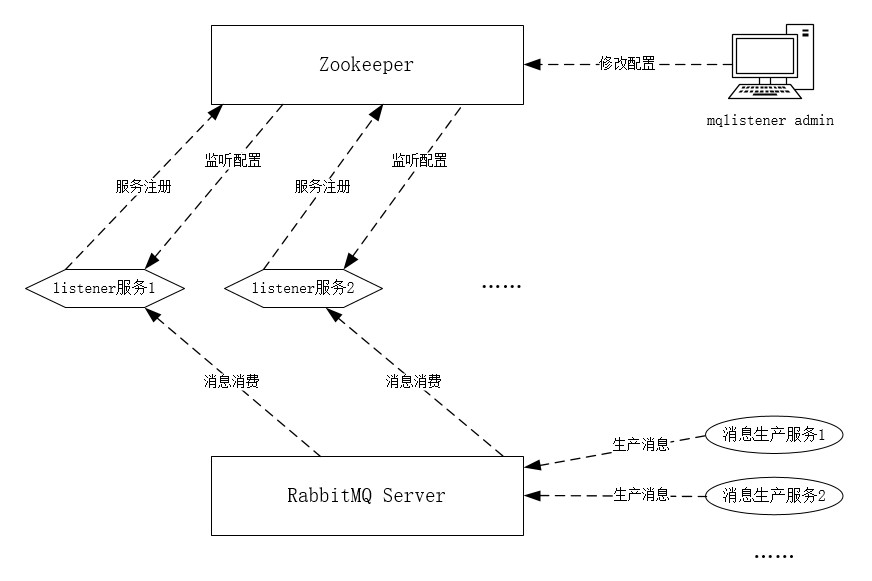 Zookeeper
修改配置
mqlistener admin
监听配置
监听配置
服务注册
服务注册
listener服务1
listener服务2
……
消息消费
消息消费
消息生产服务1
生产消息
RabbitMQ Server
生产消息
消息生产服务2
……